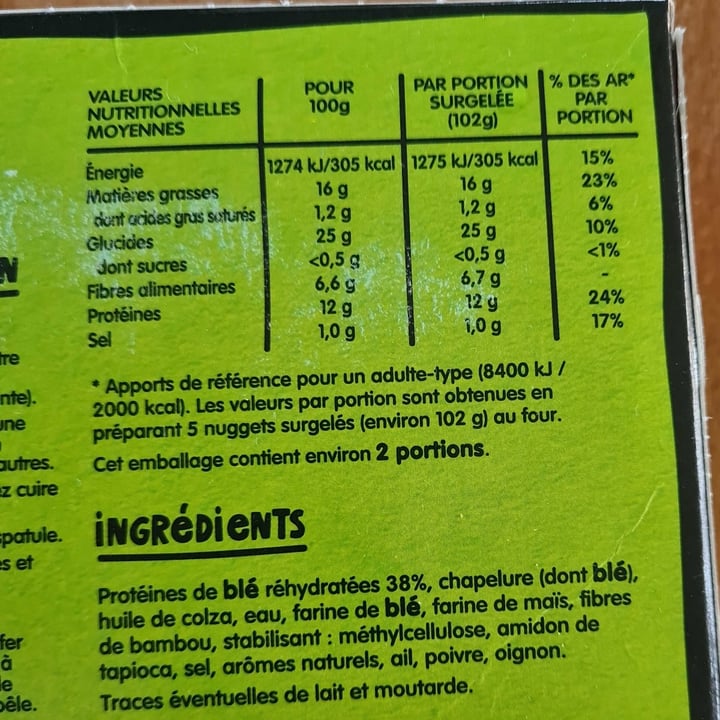 VALEURS NUTRITIONNELLES MOYENNES | POUR 100g | PAR PORTION SURGELÉE (102g) | % DES AR* PAR PORTION
Énergie 1274 kJ/305 kcal 1275 kJ/305 kcal 15%
Matières grasses 16 g 16 g 23%
dont acides gras saturés 1,2 g 1,2 g 6%
Glucides 25 g 25 g 10%
dont sucres <0,5 g <0,5 g <1%
Fibres alimentaires 6,6 g 6,7 g -
Protéines 12 g 12 g 24%
Sel 1,0 g 1,0 g 17%
* Apports de référence pour un adulte-type (8400 kJ /
2000 kcal). Les valeurs par portion sont obtenues en
préparant 5 nuggets surgelés (environ 102 g) au four.
Cet emballage contient environ 2 portions.
iNGRéDieNTS
Protéines de blé réhydratées 38%, chapelure (dont blé),
huile de colza, eau, farine de blé, farine de maïs, fibres
de bambou, stabilisant : méthylcellulose, amidon de
tapioca, sel, arômes naturels, ail, poivre, oignon.
Traces éventuelles de lait et moutarde.